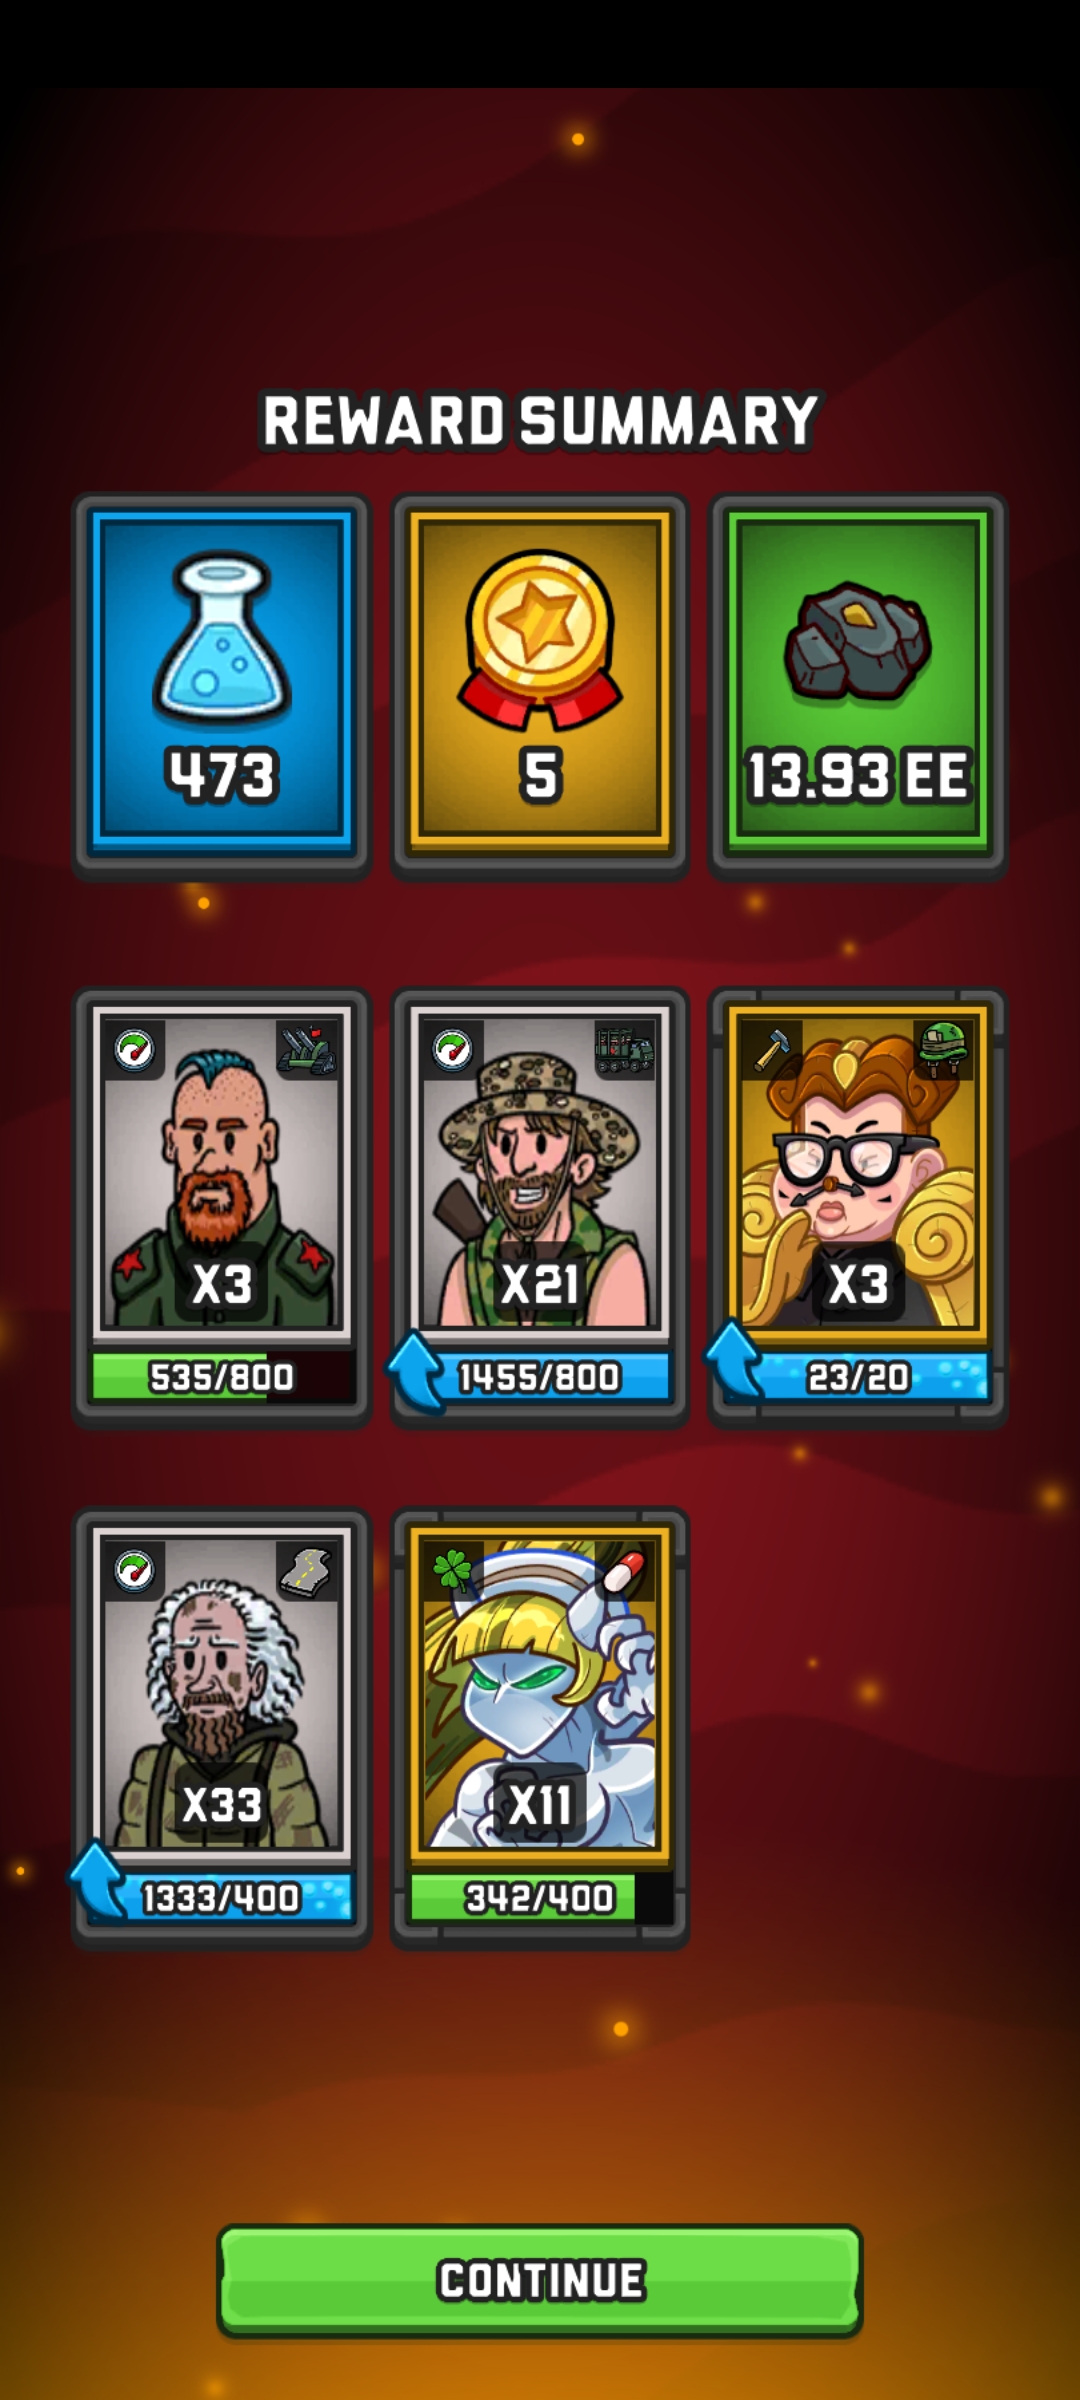 REWARD SUMMARY
473
5
13.93 EE
X3
X21
X3
535/800
1455/800
23/20
X33
X11
1333/400
342/400
CONTINUE